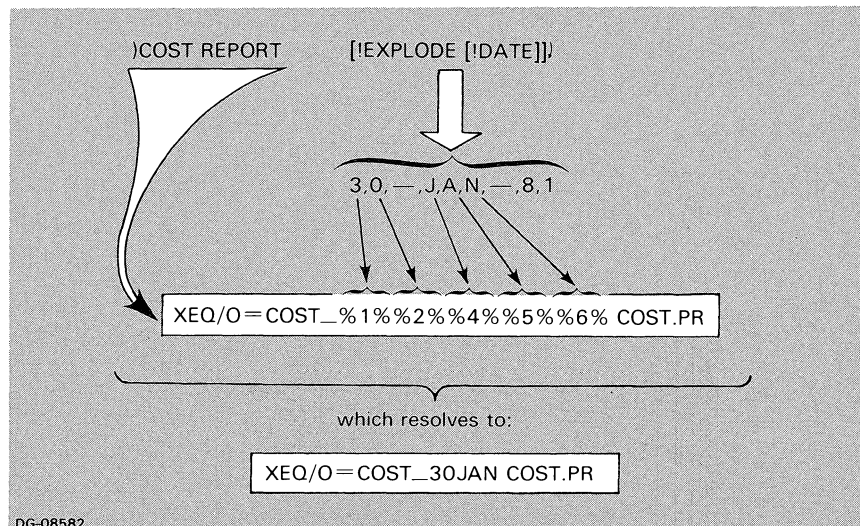 )COST REPORT [!EXPLODE [!DATE]]⤸
3,0,—,J,A,N,—,8,1
XEQ/O=COST_%1%%2%%4%%5%%6% COST.PR
which resolves to:
XEQ/O=COST_30JAN COST.PR
DG-08582